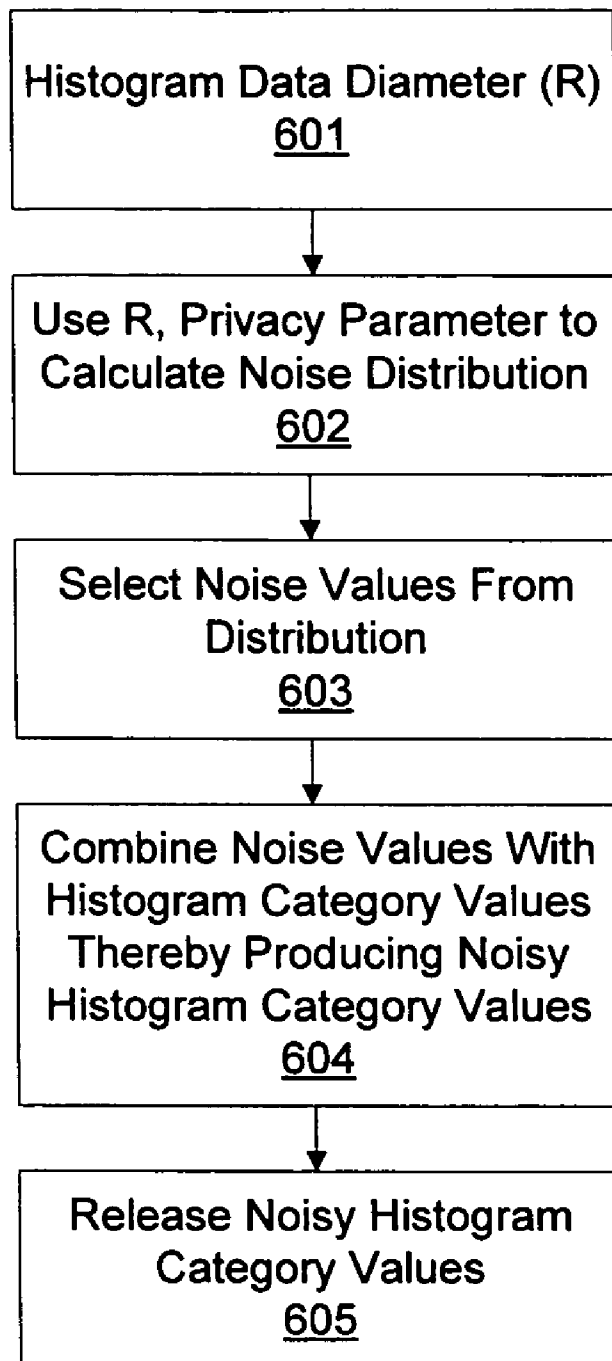 Histogram Data Diameter (R)
601
Use R, Privacy Parameter to
Calculate Noise Distribution
602
Select Noise Values From
Distribution
603
Combine Noise Values With
Histogram Category Values
Thereby Producing Noisy
Histogram Category Values
604
Release Noisy Histogram
Category Values
605